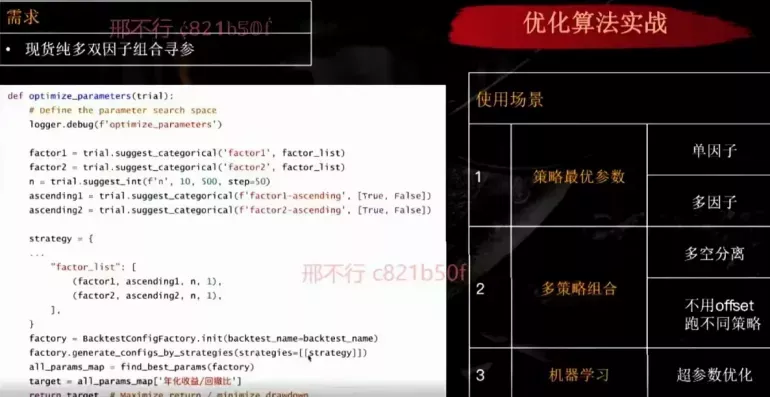 需求
邢不行 c821b50f
• 现货纯多双因子组合寻参
def optimize_parameters(trial):
# Define the parameter search space
logger.debug(f'optimize_parameters')
factor1 = trial.suggest_categorical('factor1', factor_list)
factor2 = trial.suggest_categorical('factor2', factor_list)
n = trial.suggest_int('n', 10, 500, step=50)
ascending1 = trial.suggest_categorical(f'factor1-ascending', [True, False])
ascending2 = trial.suggest_categorical(f'factor2-ascending', [True, False])
strategy = {
...
"factor_list": [
(factor1, ascending1, n, 1),
(factor2, ascending2, n, 1),
],
}
邢不行 c821b50f
factory = BacktestConfigFactory.init(backtest_name=backtest_name)
factory.generate_configs_by_strategies(strategies=[[strategy]])
all_params_map = find_best_params(factory)
target = all_params_map['年化收益/回撤比']
return target # Maximize return / minimize drawdown
优化算法实战
使用场景
1
策略最优参数
单因子
多因子
2
多策略组合
多空分离
不用offset
跑不同策略
3
机器学习
超参数优化